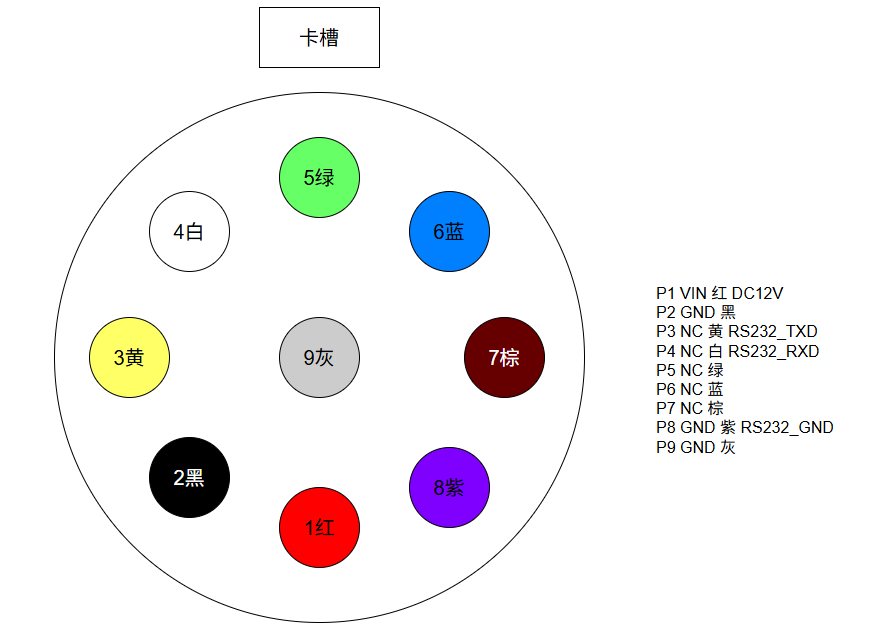 卡槽
5绿
4白
6蓝
3黄
9灰
7棕
2黑
8紫
1红
P1 VIN 红 DC12V
P2 GND 黑
P3 NC 黄 RS232_TXD
P4 NC 白 RS232_RXD
P5 NC 绿
P6 NC 蓝
P7 NC 棕
P8 GND 紫 RS232_GND
P9 GND 灰